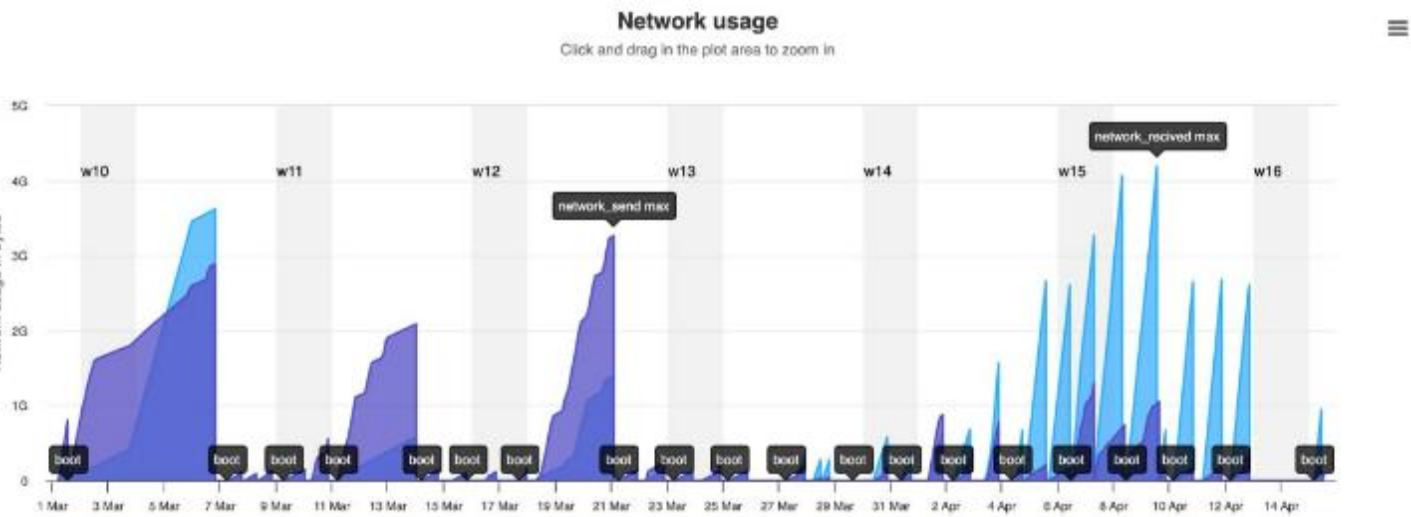 Network usage
Click and drag in the plot area to zoom in
5G
network_recived max
w10 w11 w12 w13 w14 w15 w16
4G
network_send max
3G
2G
1G
boot boot boot boot boot boot boot boot boot boot boot boot boot boot boot boot boot boot boot boot
0
1 Mar 3 Mar 5 Mar 7 Mar 9 Mar 11 Mar 13 Mar 15 Mar 17 Mar 19 Mar 21 Mar 23 Mar 25 Mar 27 Mar 29 Mar 31 Mar 2 Apr 4 Apr 6 Apr 8 Apr 10 Apr 12 Apr 14 Apr